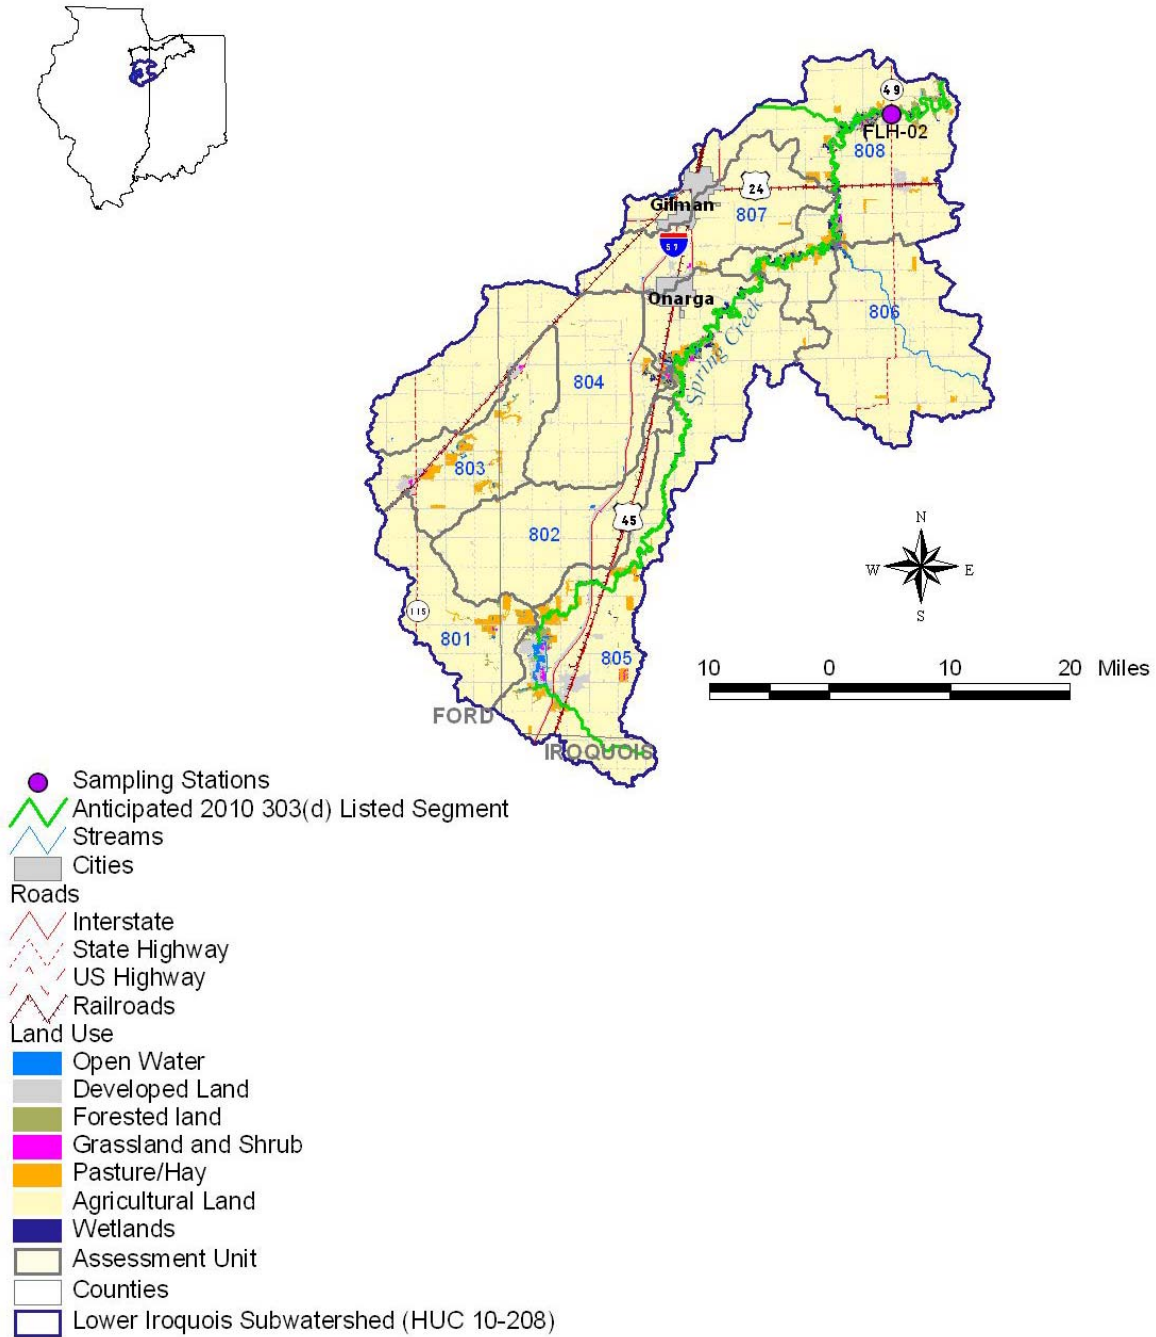 49
FLH-02
808
24
Gilman
807
57
Onarga
806
Spring Creek
804
803
45
802
N
W E
S
115
801
805
10 0 10 20 Miles
FORD
IROQUOIS
Sampling Stations
Anticipated 2010 303(d) Listed Segment
Streams
Cities
Roads
Interstate
State Highway
US Highway
Railroads
Land Use
Open Water
Developed Land
Forested land
Grassland and Shrub
Pasture/Hay
Agricultural Land
Wetlands
Assessment Unit
Counties
Lower Iroquois Subwatershed (HUC 10-208)